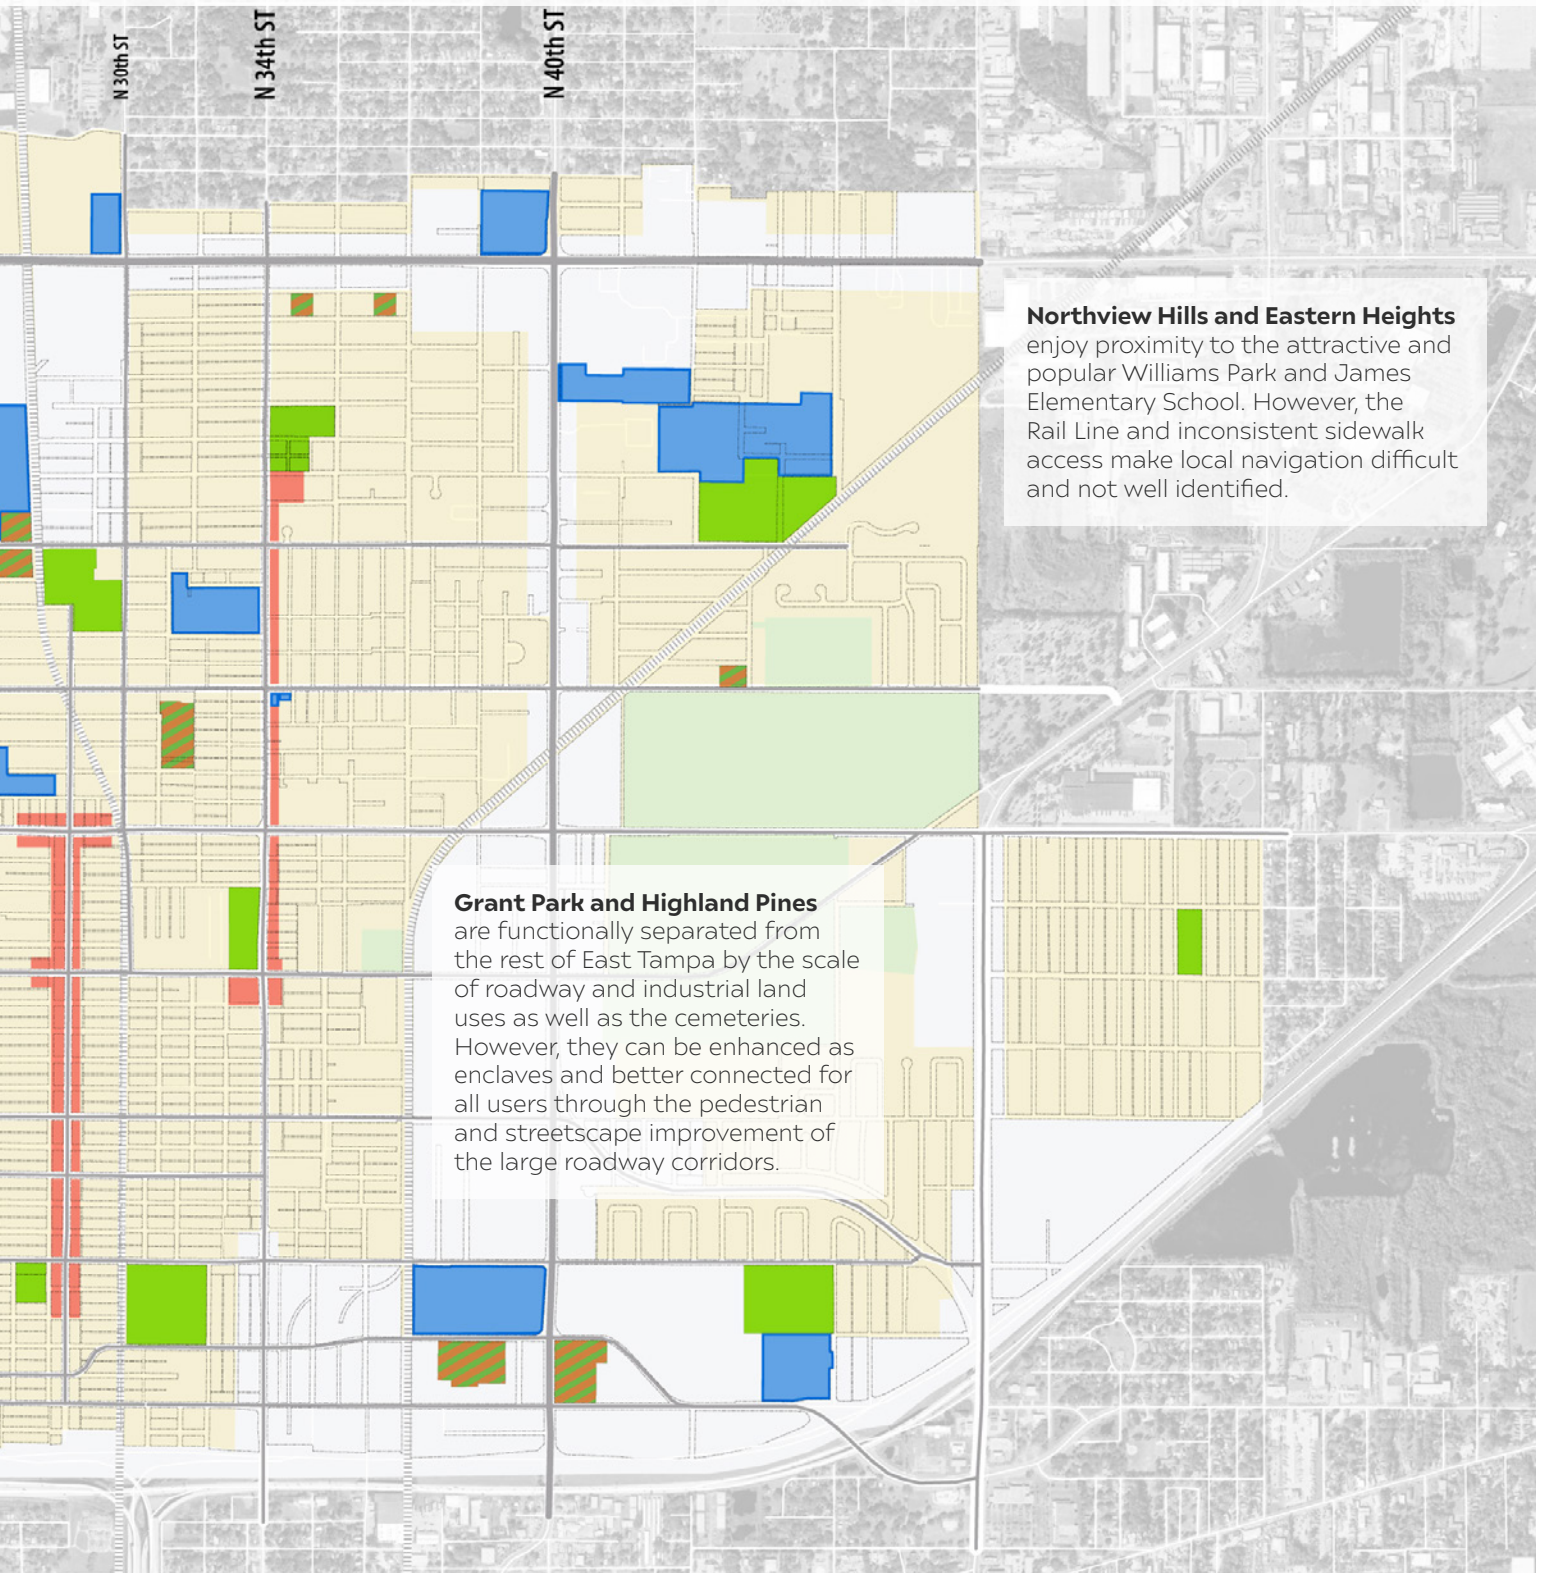 N 30th ST
N 34th ST
N 40th ST
Northview Hills and Eastern Heights
enjoy proximity to the attractive and
popular Williams Park and James
Elementary School. However, the
Rail Line and inconsistent sidewalk
access make local navigation difficult
and not well identified.
Grant Park and Highland Pines
are functionally separated from
the rest of East Tampa by the scale
of roadway and industrial land
uses as well as the cemeteries.
However, they can be enhanced as
enclaves and better connected for
all users through the pedestrian
and streetscape improvement of
the large roadway corridors.